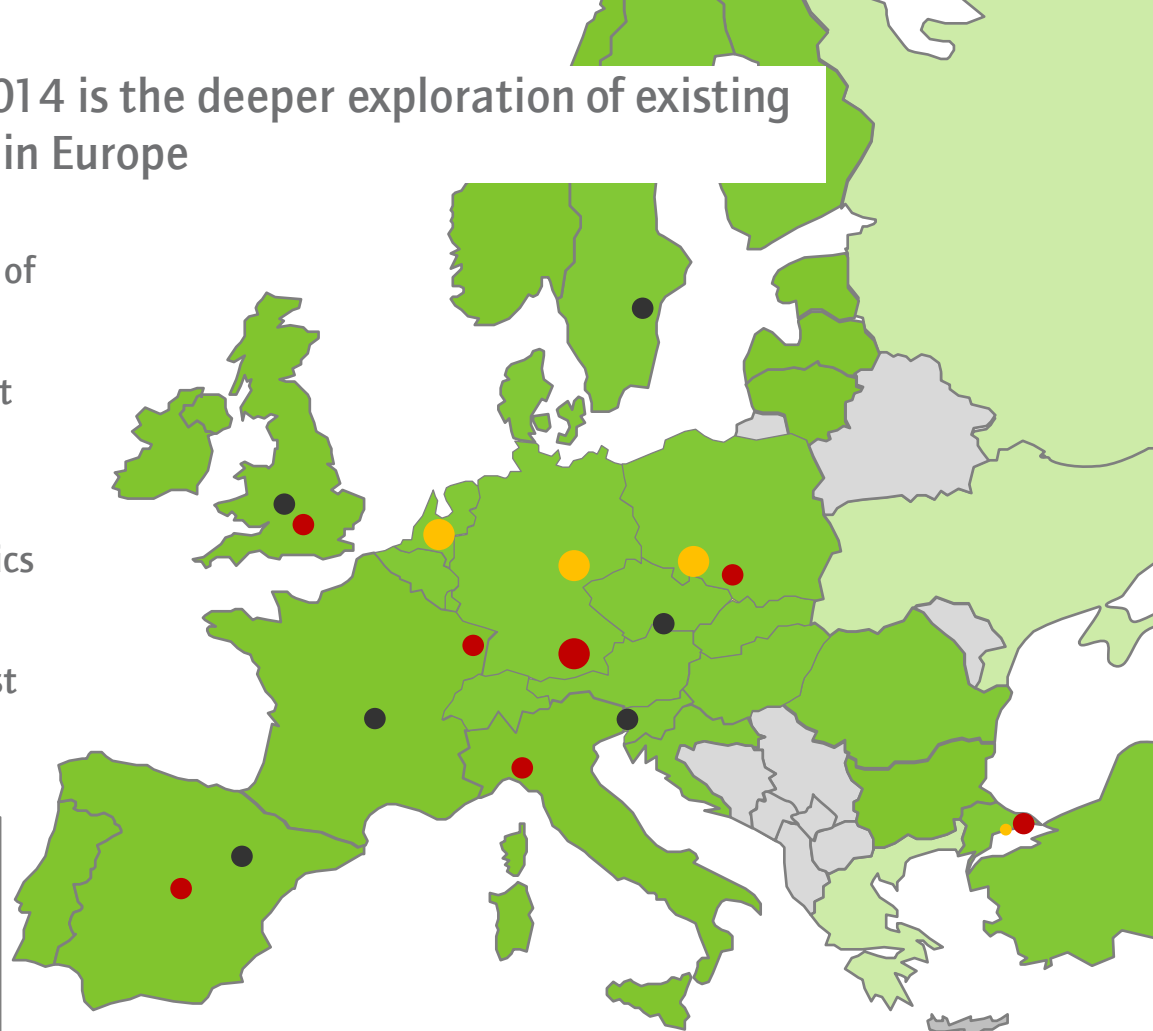 014 is the deeper exploration of existing
in Europe
of
t
ics
st